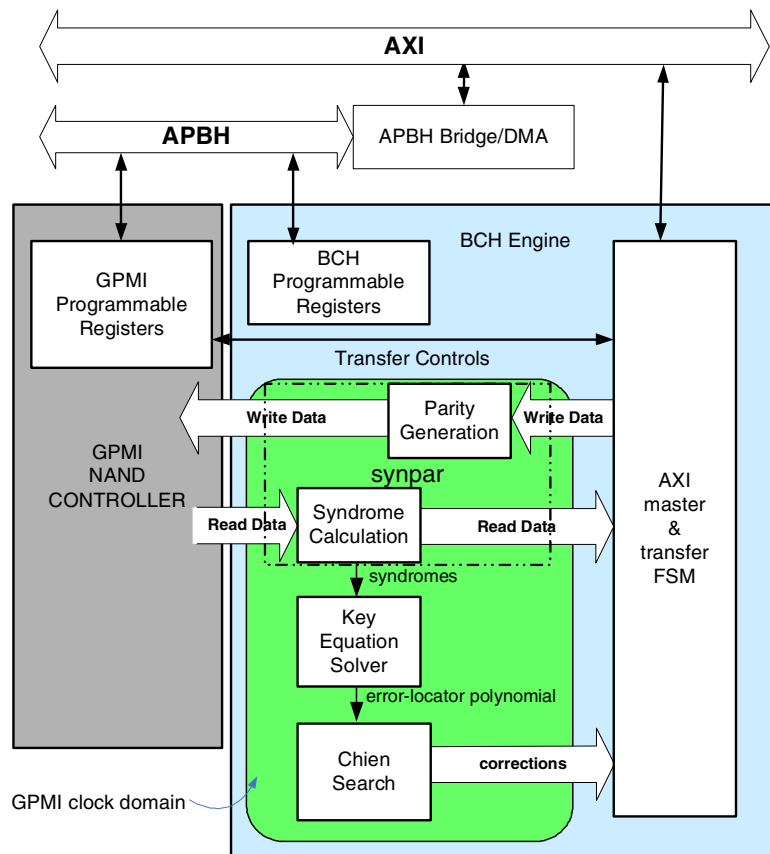 AXI
APBH
APBH Bridge/DMA
BCH Engine
GPMI
Programmable
Registers
BCH
Programmable
Registers
Transfer Controls
Write Data
Parity
Generation
Write Data
GPMI
NAND
CONTROLLER
synpar
Read Data
Syndrome
Calculation
Read Data
AXI
master
&
transfer
FSM
syndromes
Key
Equation
Solver
error-locator polynomial
Chien
Search
corrections
GPMI clock domain